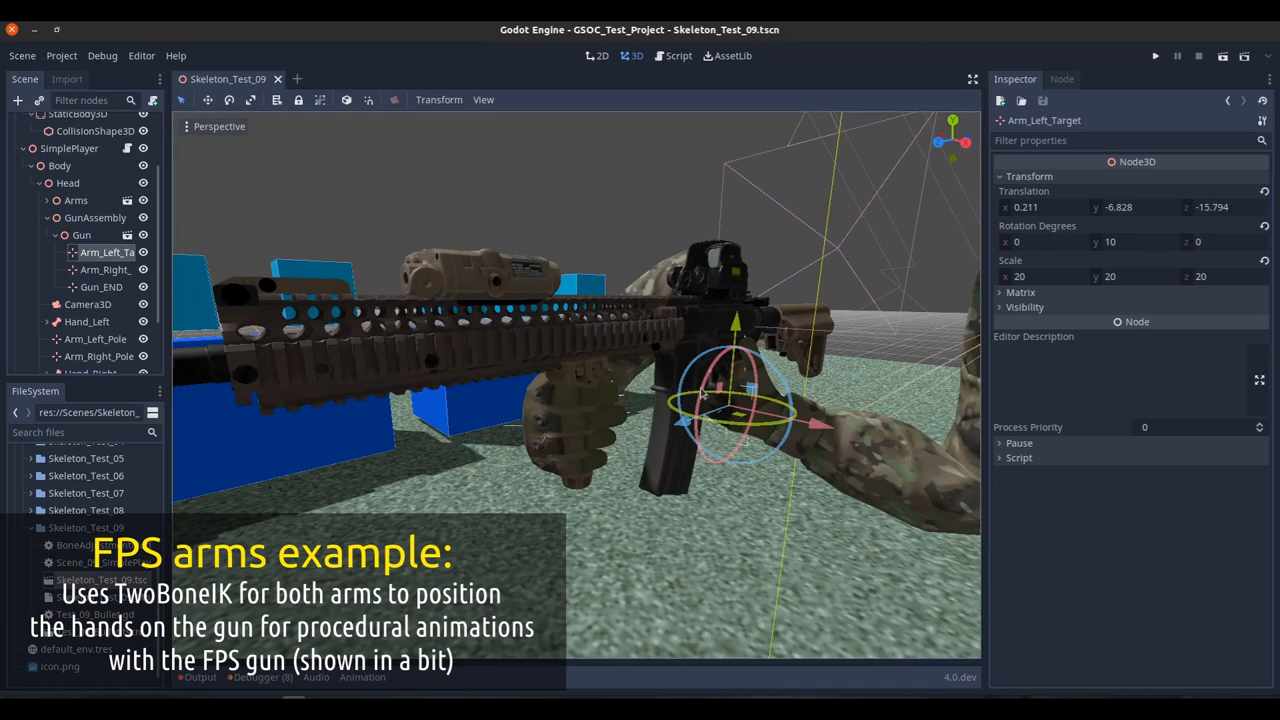 Godot Engine - GSOC_Test_Project - Skeleton_Test_09.tscn
Scene Project Debug Editor Help
2D 3D Script AssetLib
Scene Import
Skeleton_Test_09
Inspector Node
Filter nodes
Transform View
StaticBody3D
CollisionShape3D
SimplePlayer
Body
Head
Arms
GunAssembly
Gun
Arm_Left_Ta
Arm_Right_
Gun_END
Camera3D
Hand_Left
Arm_Left_Pole
Arm_Right_Pole
Perspective
Y
X
Z
Arm_Left_Target
Filter properties
Node3D
Transform
Translation
x 0.211 y -6.828 z -15.794
Rotation Degrees
x 0 y 10 z 0
Scale
x 20 y 20 z 20
Matrix
Visibility
Node
Editor Description
Process Priority 0
Pause
Script
FileSystem
res://Scenes/Skeleton_
Search files
Skeleton_Test_05
Skeleton_Test_06
Skeleton_Test_07
Skeleton_Test_08
Skeleton_Test_09
Skeleton_Test_09.tsc
default_env.tres
icon.png
FPS arms example:
Uses TwoBoneIK for both arms to position
the hands on the gun for procedural animations
with the FPS gun (shown in a bit)
Output Debugger (8) Audio Animation
4.0.dev